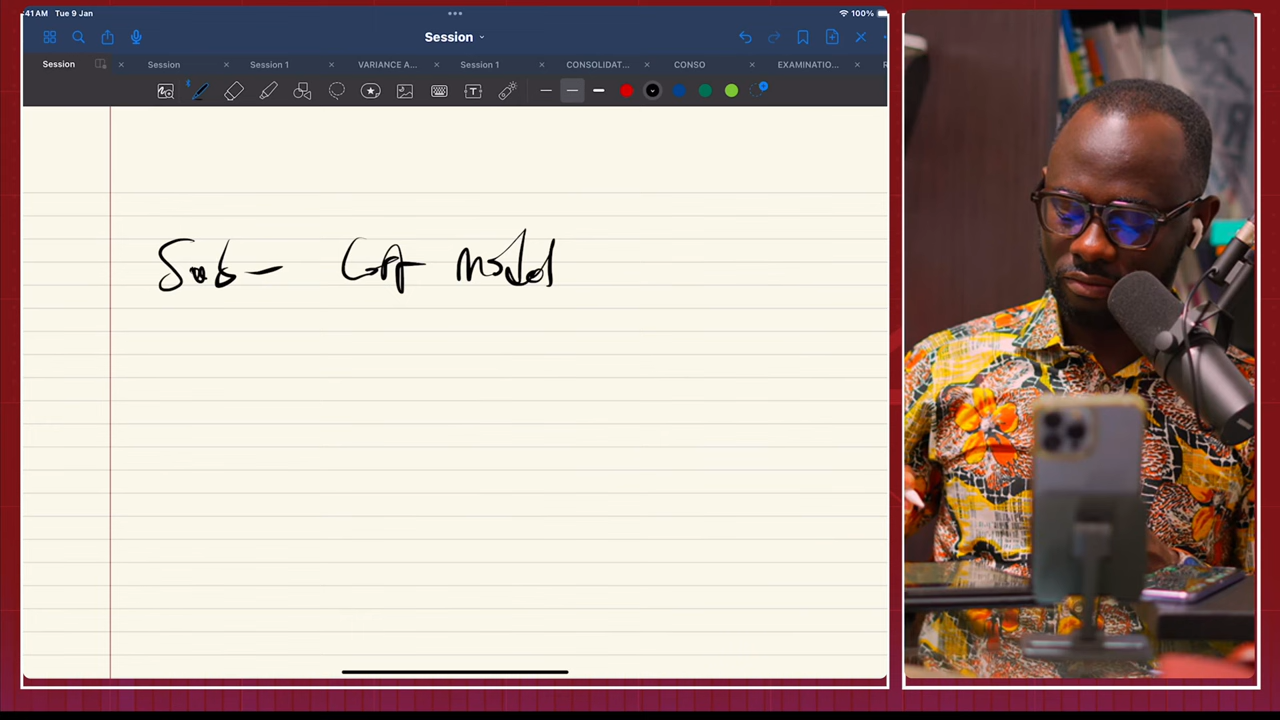 41 AM Tue 9 Jan
100%
Session
Session
Session
Session 1
VARIANCE A...
Session 1
CONSOLIDAT...
CONSO
EXAMINATIO...
Sub - Model